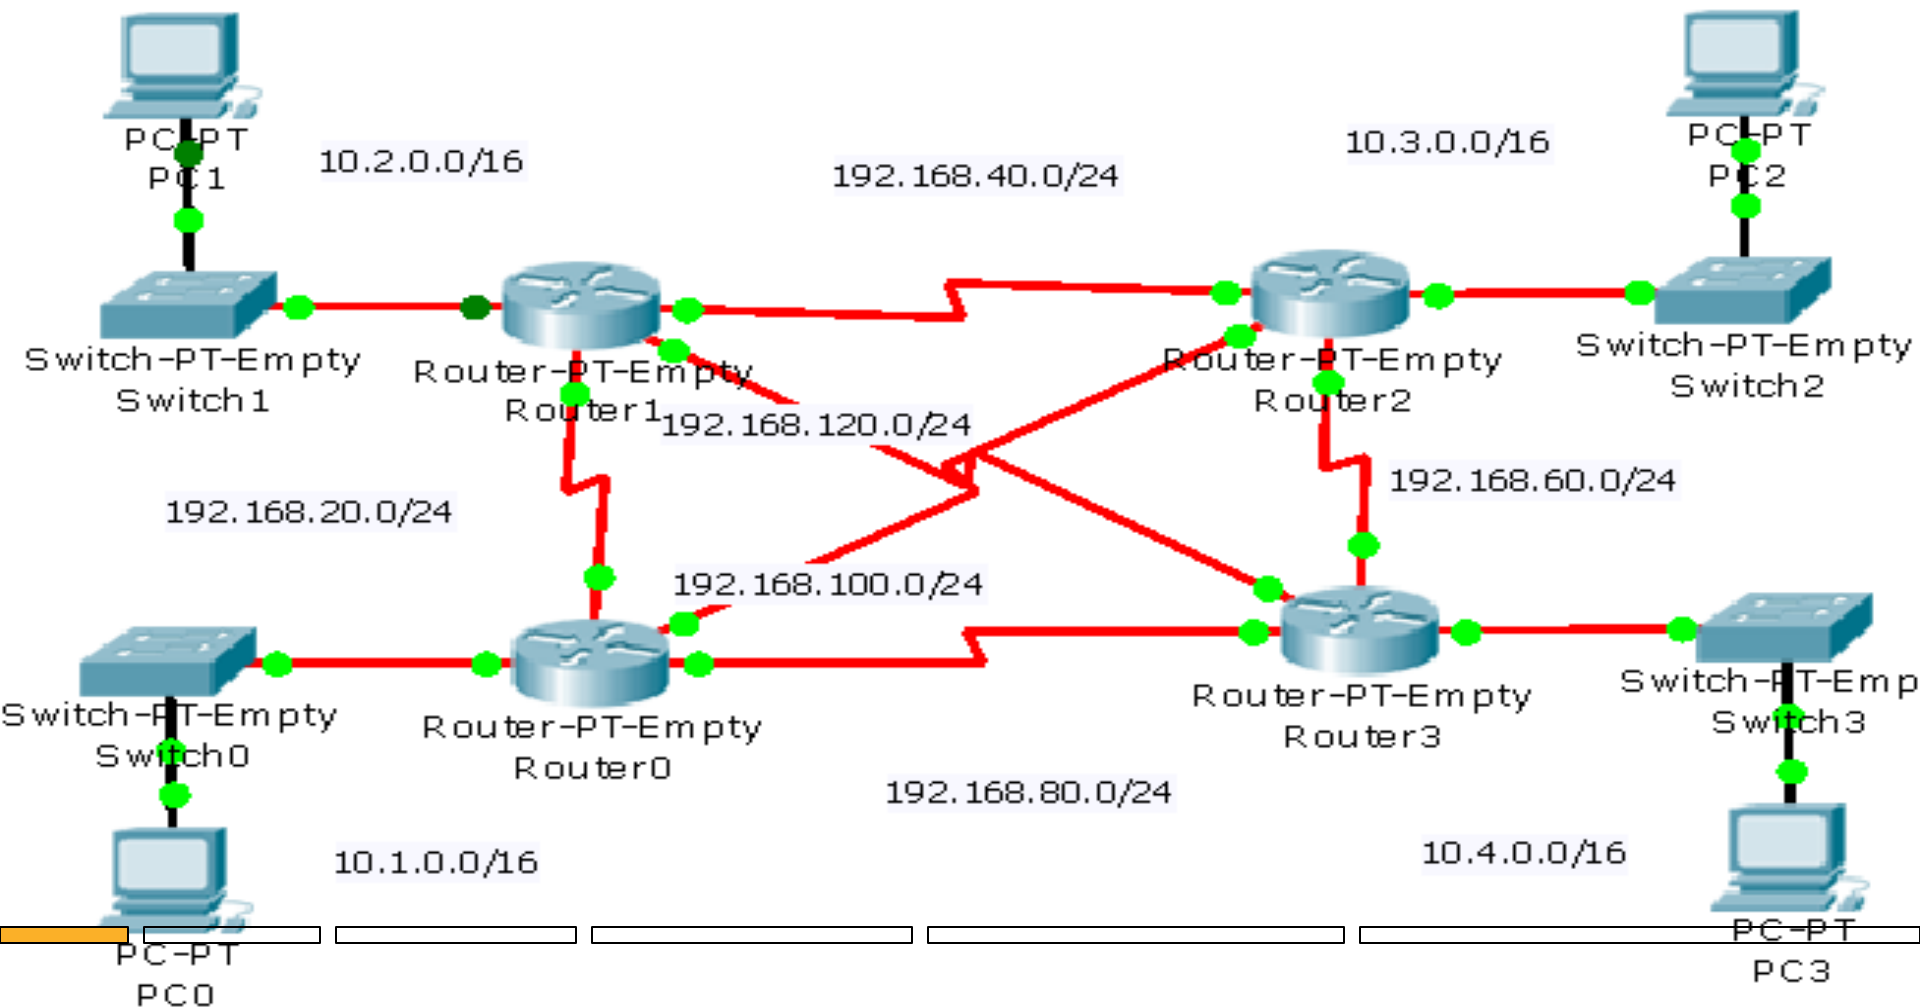 PC-PT
PC1
10.2.0.0/16
192.168.40.0/24
10.3.0.0/16
PC-PT
PC2
Switch-PT-Empty
Switch1
Router-PT-Empty
Router1
Router-PT-Empty
Router2
Switch-PT-Empty
Switch2
192.168.120.0/24
192.168.20.0/24
192.168.60.0/24
192.168.100.0/24
Switch-PT-Empty
Switch0
Router-PT-Empty
Router0
Router-PT-Empty
Router3
Switch-PT-Emp
Switch3
192.168.80.0/24
10.1.0.0/16
10.4.0.0/16
PC-PT
PC0
PC-PT
PC3